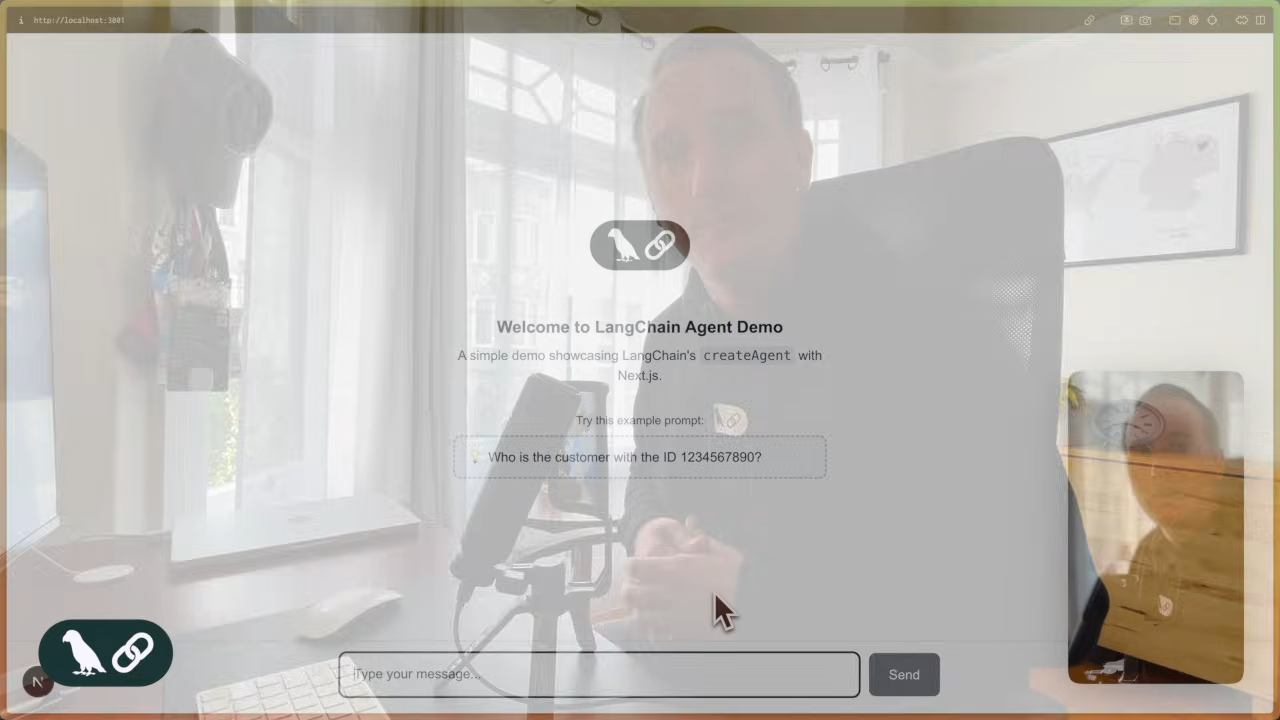 http://localhost:3001
Welcome to LangChain Agent Demo
A simple demo showcasing LangChain's createAgent with
Next.js.
Try this example prompt:
Who is the customer with the ID 1234567890?
Type your message...
Send
N